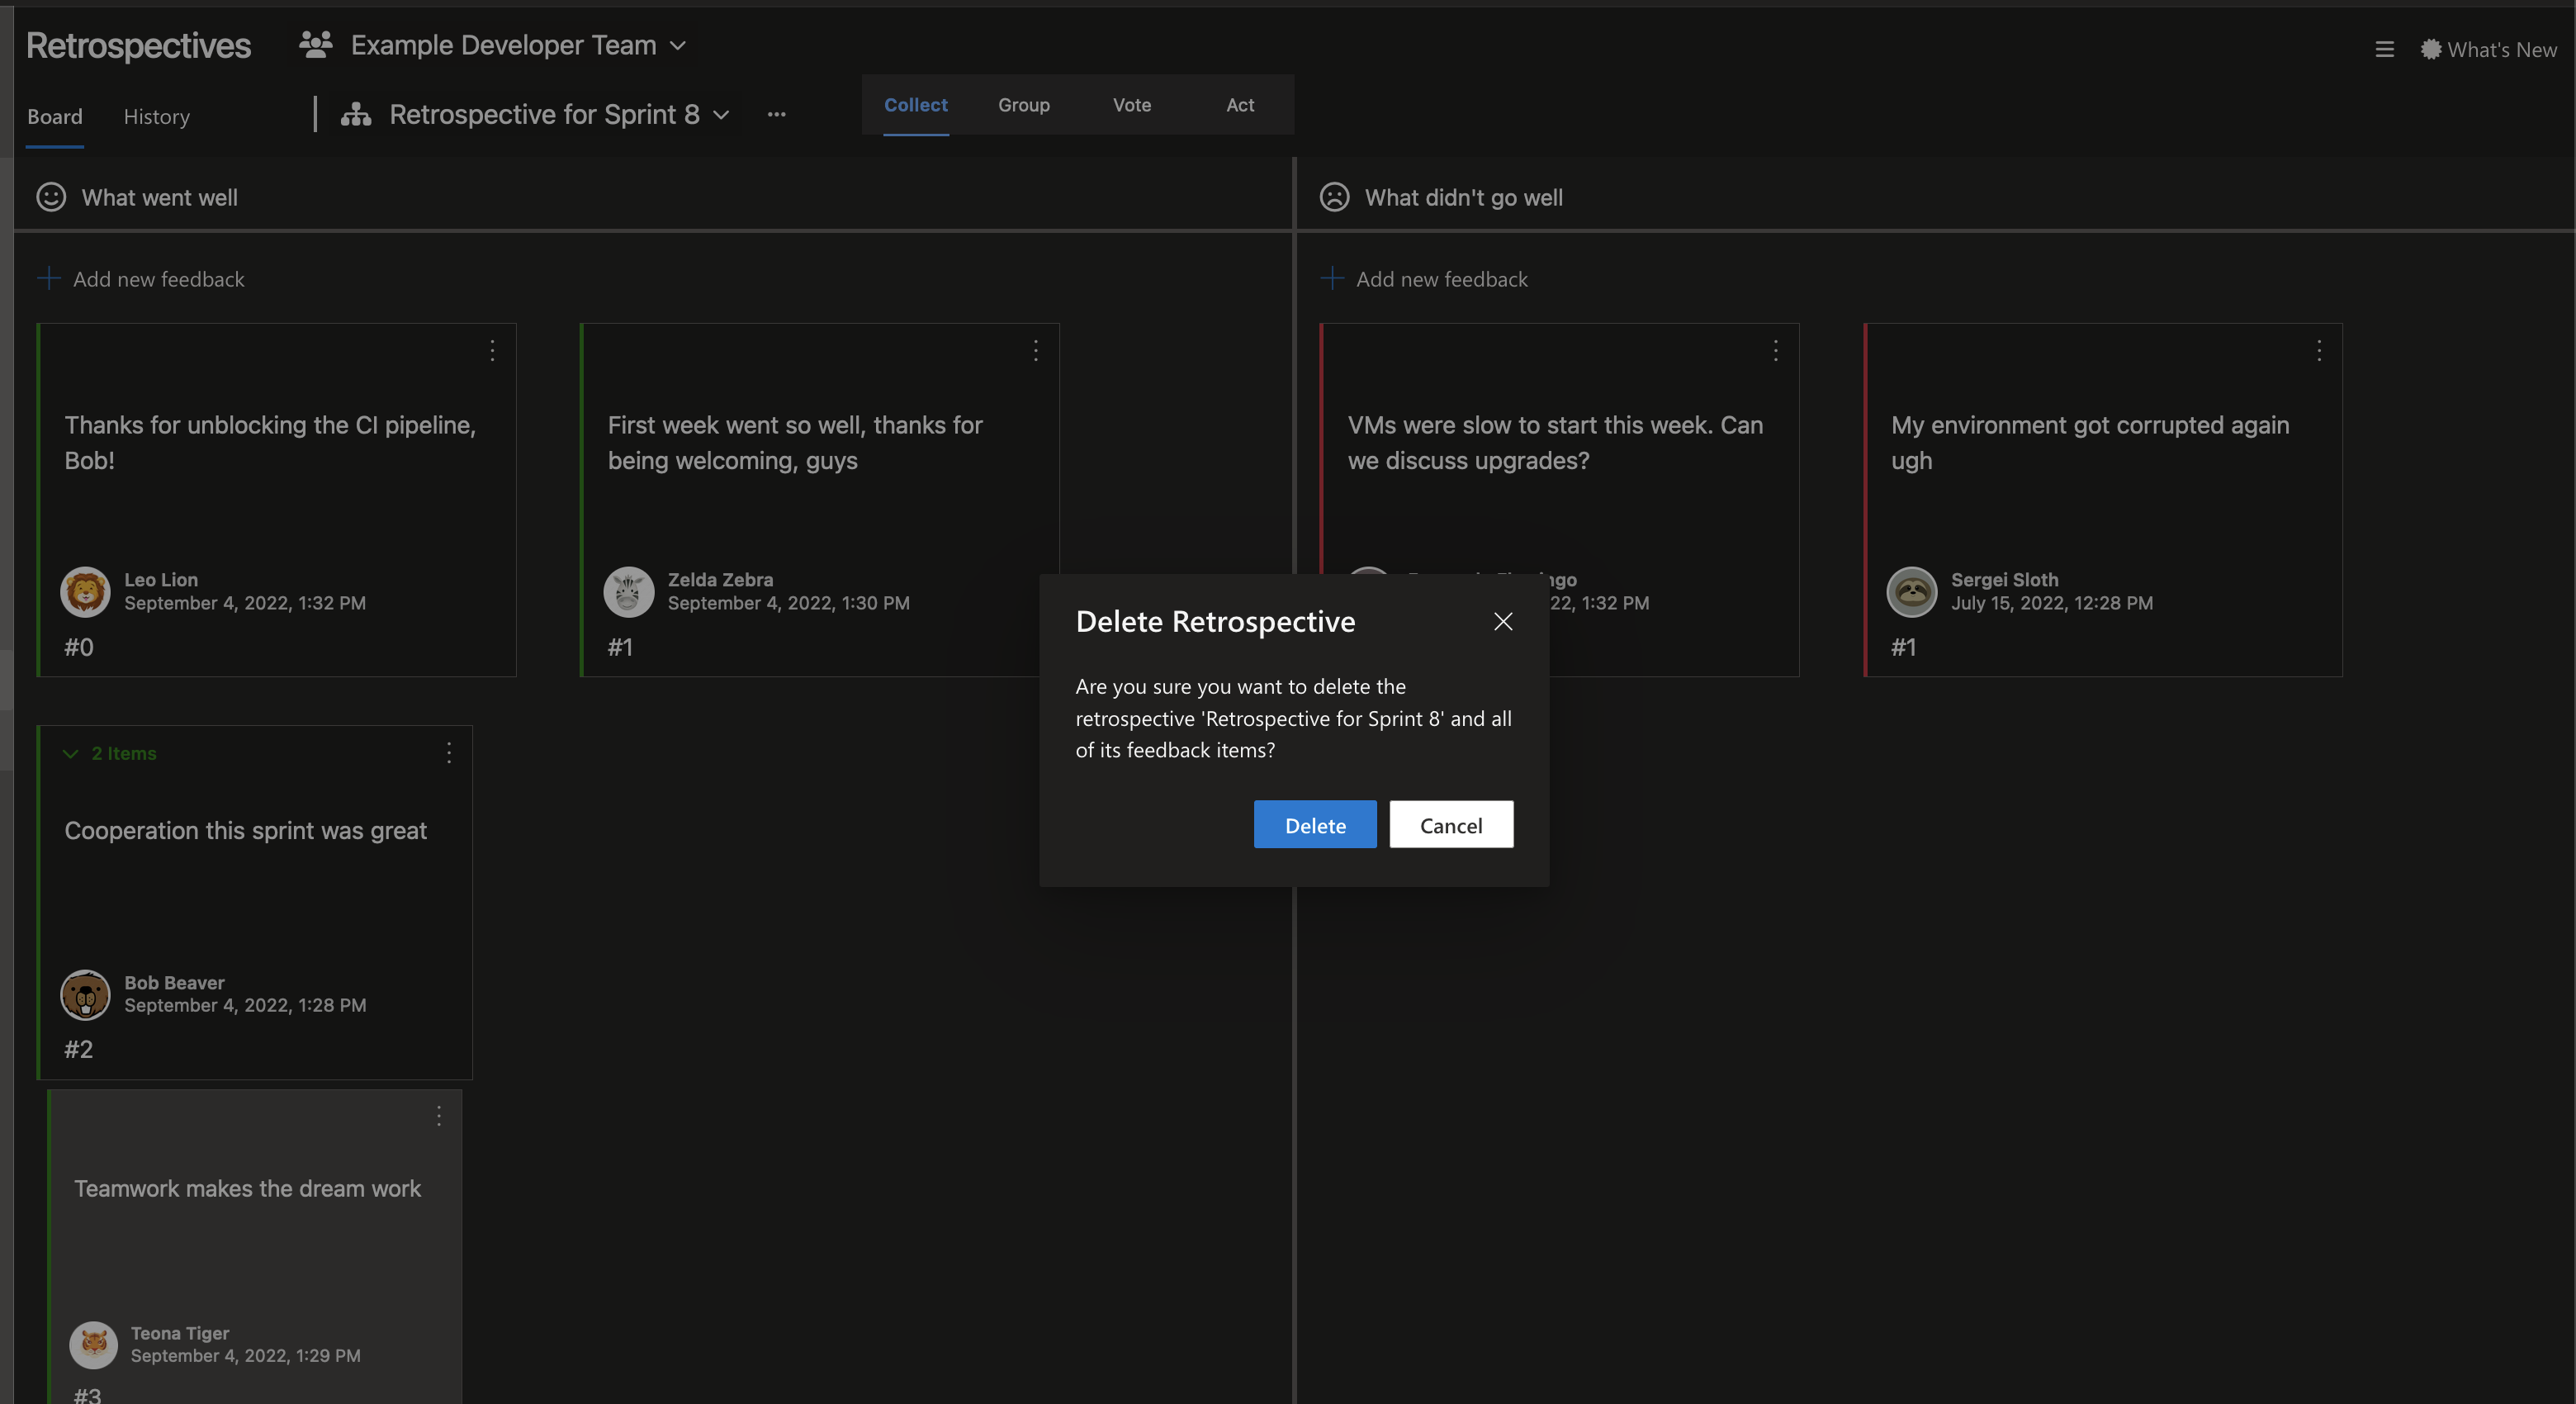 Retrospectives
Example Developer Team
What's New
Board
History
Retrospective for Sprint 8
Collect
Group
Vote
Act
What went well
Add new feedback
Thanks for unblocking the CI pipeline,
Bob!
Leo Lion
September 4, 2022, 1:32 PM
#0
First week went so well, thanks for
being welcoming, guys
Zelda Zebra
September 4, 2022, 1:30 PM
#1
2 Items
Cooperation this sprint was great
Bob Beaver
September 4, 2022, 1:28 PM
#2
Teamwork makes the dream work
Teona Tiger
September 4, 2022, 1:29 PM
#3
What didn't go well
Add new feedback
VMs were slow to start this week. Can
we discuss upgrades?
22, 1:32 PM
My environment got corrupted again
ugh
Sergei Sloth
July 15, 2022, 12:28 PM
#1
Delete Retrospective
Are you sure you want to delete the
retrospective 'Retrospective for Sprint 8' and all
of its feedback items?
Delete
Cancel